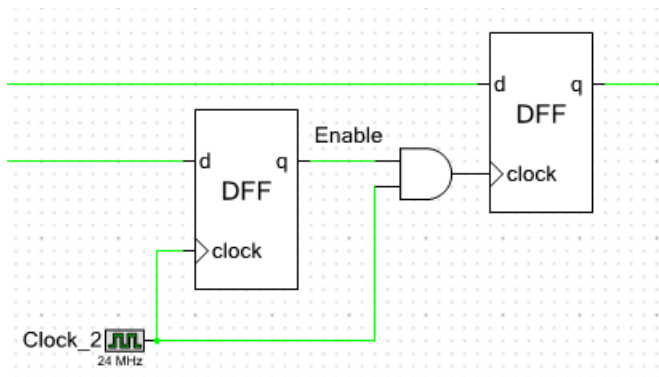 d q
DFF
clock
Enable
d q
DFF
clock
Clock_2
24 MHz